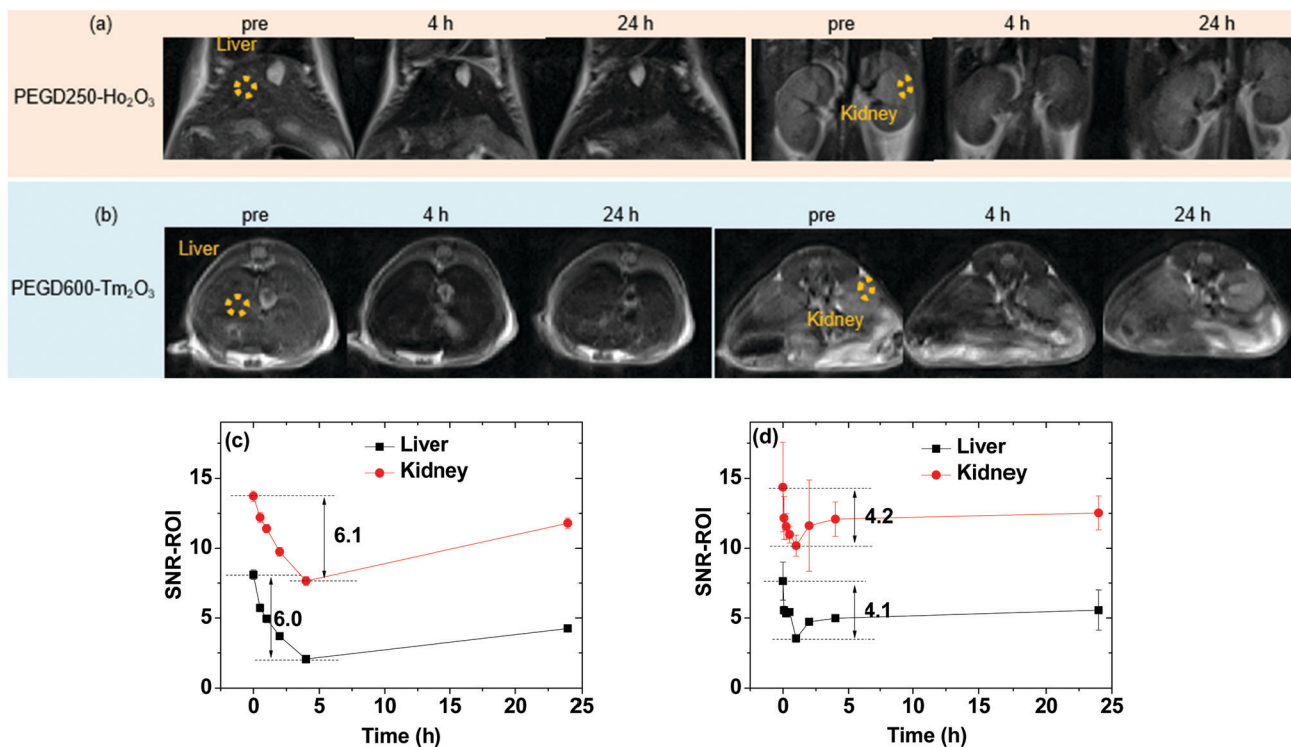 (a) pre 4 h 24 h pre 4 h 24 h
Liver
PEGD250-Ho₂O₃
Kidney
(b) pre 4 h 24 h pre 4 h 24 h
Liver
PEGD600-Tm₂O₃
Kidney
(c)
Liver
Kidney
15
10
5
0
SNR-ROI
6.1
6.0
0 5 10 15 20 25
Time (h)
(d)
Liver
Kidney
15
10
5
0
SNR-ROI
4.2
4.1
0 5 10 15 20 25
Time (h)